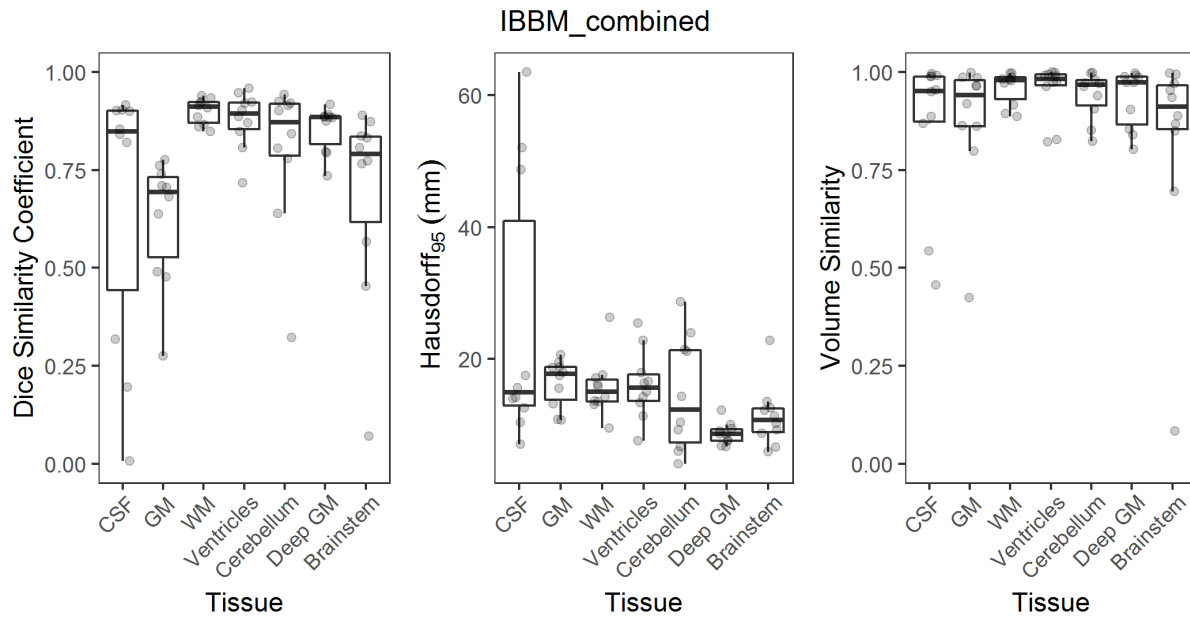 IBBM_combined
Dice Similarity Coefficient
1.00
0.75
0.50
0.25
0.00
CSF
GM
WM
Ventricles
Cerebellum
Deep GM
Brainstem
Tissue
Hausdorff95 (mm)
60
40
20
CSF
GM
WM
Ventricles
Cerebellum
Deep GM
Brainstem
Tissue
Volume Similarity
1.00
0.75
0.50
0.25
0.00
CSF
GM
WM
Ventricles
Cerebellum
Deep GM
Brainstem
Tissue